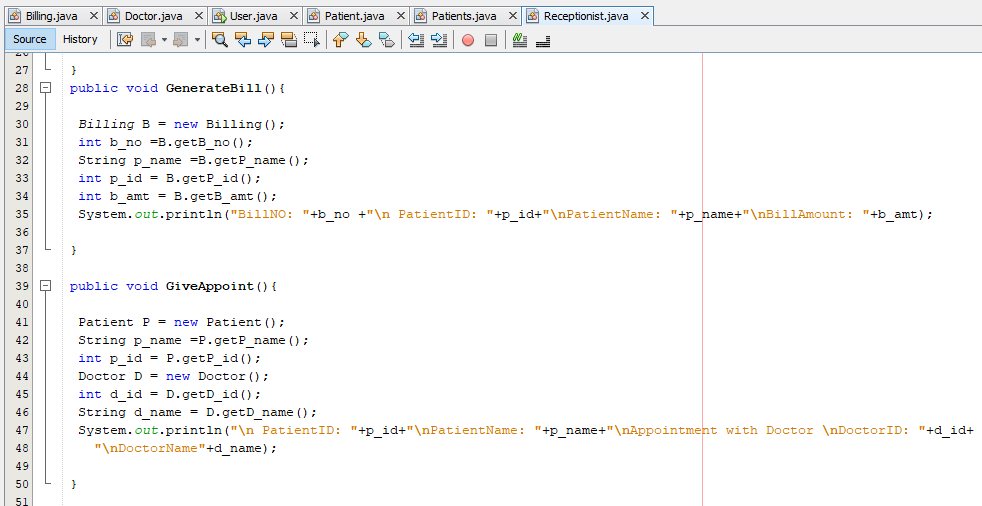 Billing.java Doctor.java User.java Patient.java Patients.java Receptionist.java
Source History
27 }
28 public void GenerateBill(){
29
30 Billing B = new Billing();
31 int b_no =B.getB_no();
32 String p_name =B.getP_name();
33 int p_id = B.getP_id();
34 int b_amt = B.getB_amt();
35 System.out.println("BillNO: "+b_no +"\n PatientID: "+p_id+"\nPatientName: "+p_name+"\nBillAmount: "+b_amt);
36
37 }
38
39 public void GiveAppoint(){
40
41 Patient P = new Patient();
42 String p_name =P.getP_name();
43 int p_id = P.getP_id();
44 Doctor D = new Doctor();
45 int d_id = D.getD_id();
46 String d_name = D.getD_name();
47 System.out.println("\n PatientID: "+p_id+"\nPatientName: "+p_name+"\nAppointment with Doctor \nDoctorID: "+d_id+
48 "\nDoctorName"+d_name);
49
50 }
51